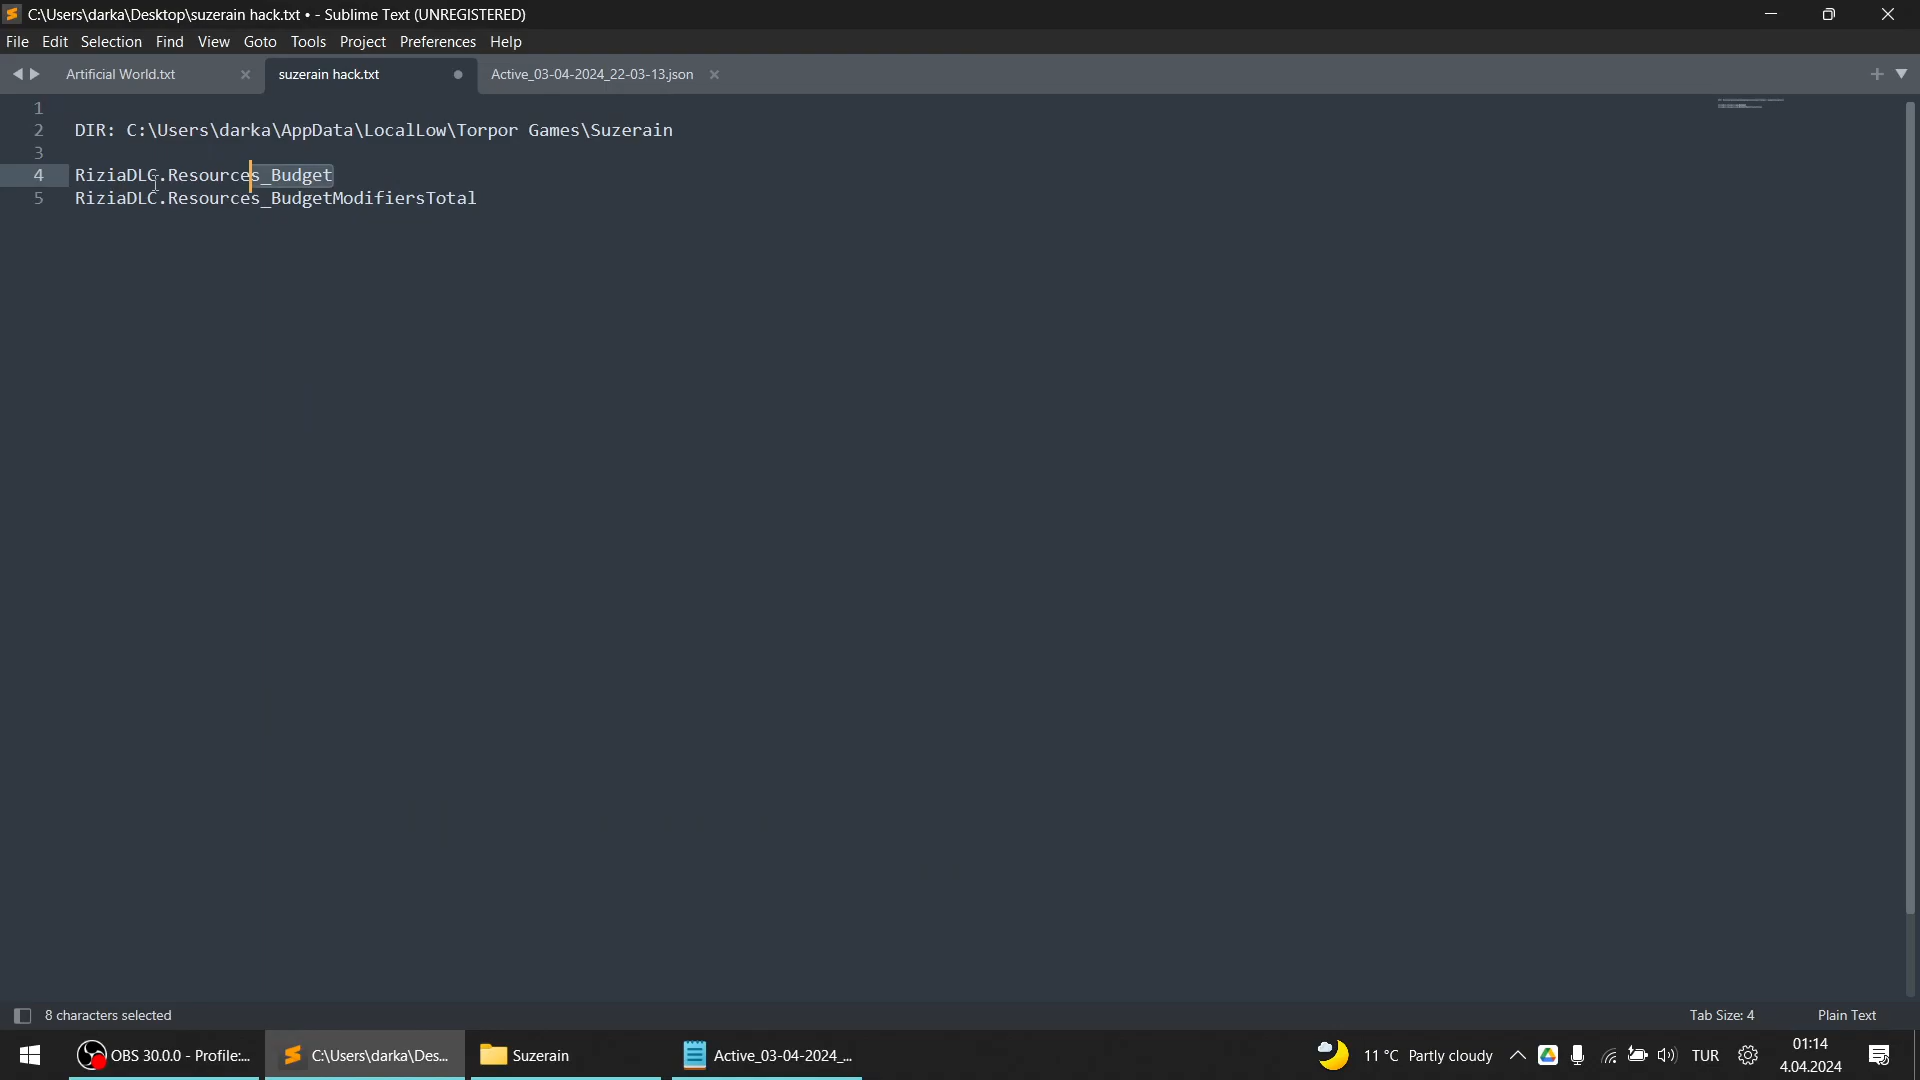 C:\Users\darka\Desktop\suzerain hack.txt • - Sublime Text (UNREGISTERED)
File Edit Selection Find View Goto Tools Project Preferences Help
Artificial World.txt suzerain hack.txt Active_03-04-2024_22-03-13.json
1
2 DIR: C:\Users\darka\AppData\LocalLow\Torpor Games\Suzerain
3
4 RiziaDLC.Resources_Budget
5 RiziaDLC.Resources_BudgetModifiersTotal
8 characters selected Tab Size: 4 Plain Text
OBS 30.0.0 - Profile:... C:\Users\darka\Des... Suzerain Active_03-04-2024_... 11 °C Partly cloudy TUR 01:14
4.04.2024